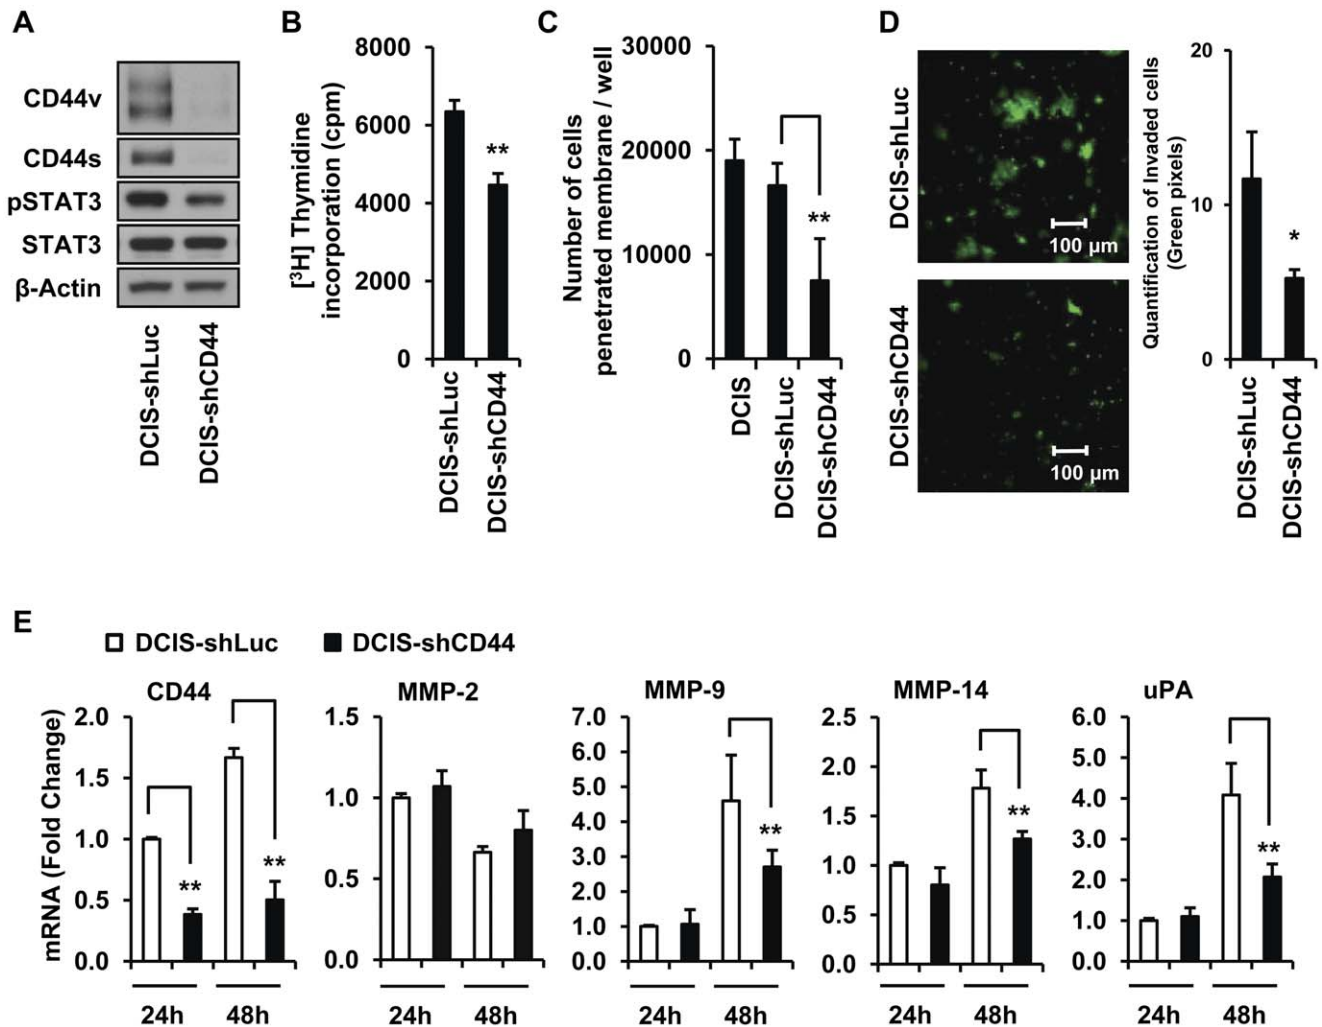 A
CD44v
CD44s
pSTAT3
STAT3
β-Actin
DCIS-shLuc
DCIS-shCD44
B
[³H] Thymidine
incorporation (cpm)
8000
6000
4000
2000
0
**
DCIS-shLuc
DCIS-shCD44
C
Number of cells
penetrated membrane / well
30000
20000
10000
0
**
DCIS
DCIS-shLuc
DCIS-shCD44
D
DCIS-shLuc
100 µm
DCIS-shCD44
100 µm
Quantification of Invaded cells
(Green pixels)
20
10
0
*
DCIS-shLuc
DCIS-shCD44
E
DCIS-shLuc
DCIS-shCD44
mRNA (Fold Change)
CD44
2.0
1.5
1.0
0.5
0.0
**
**
24h
48h
MMP-2
1.5
1.0
0.5
0.0
24h
48h
MMP-9
7.0
6.0
5.0
4.0
3.0
2.0
1.0
0.0
**
24h
48h
MMP-14
2.5
2.0
1.5
1.0
0.5
0.0
**
24h
48h
uPA
6.0
5.0
4.0
3.0
2.0
1.0
0.0
**
24h
48h